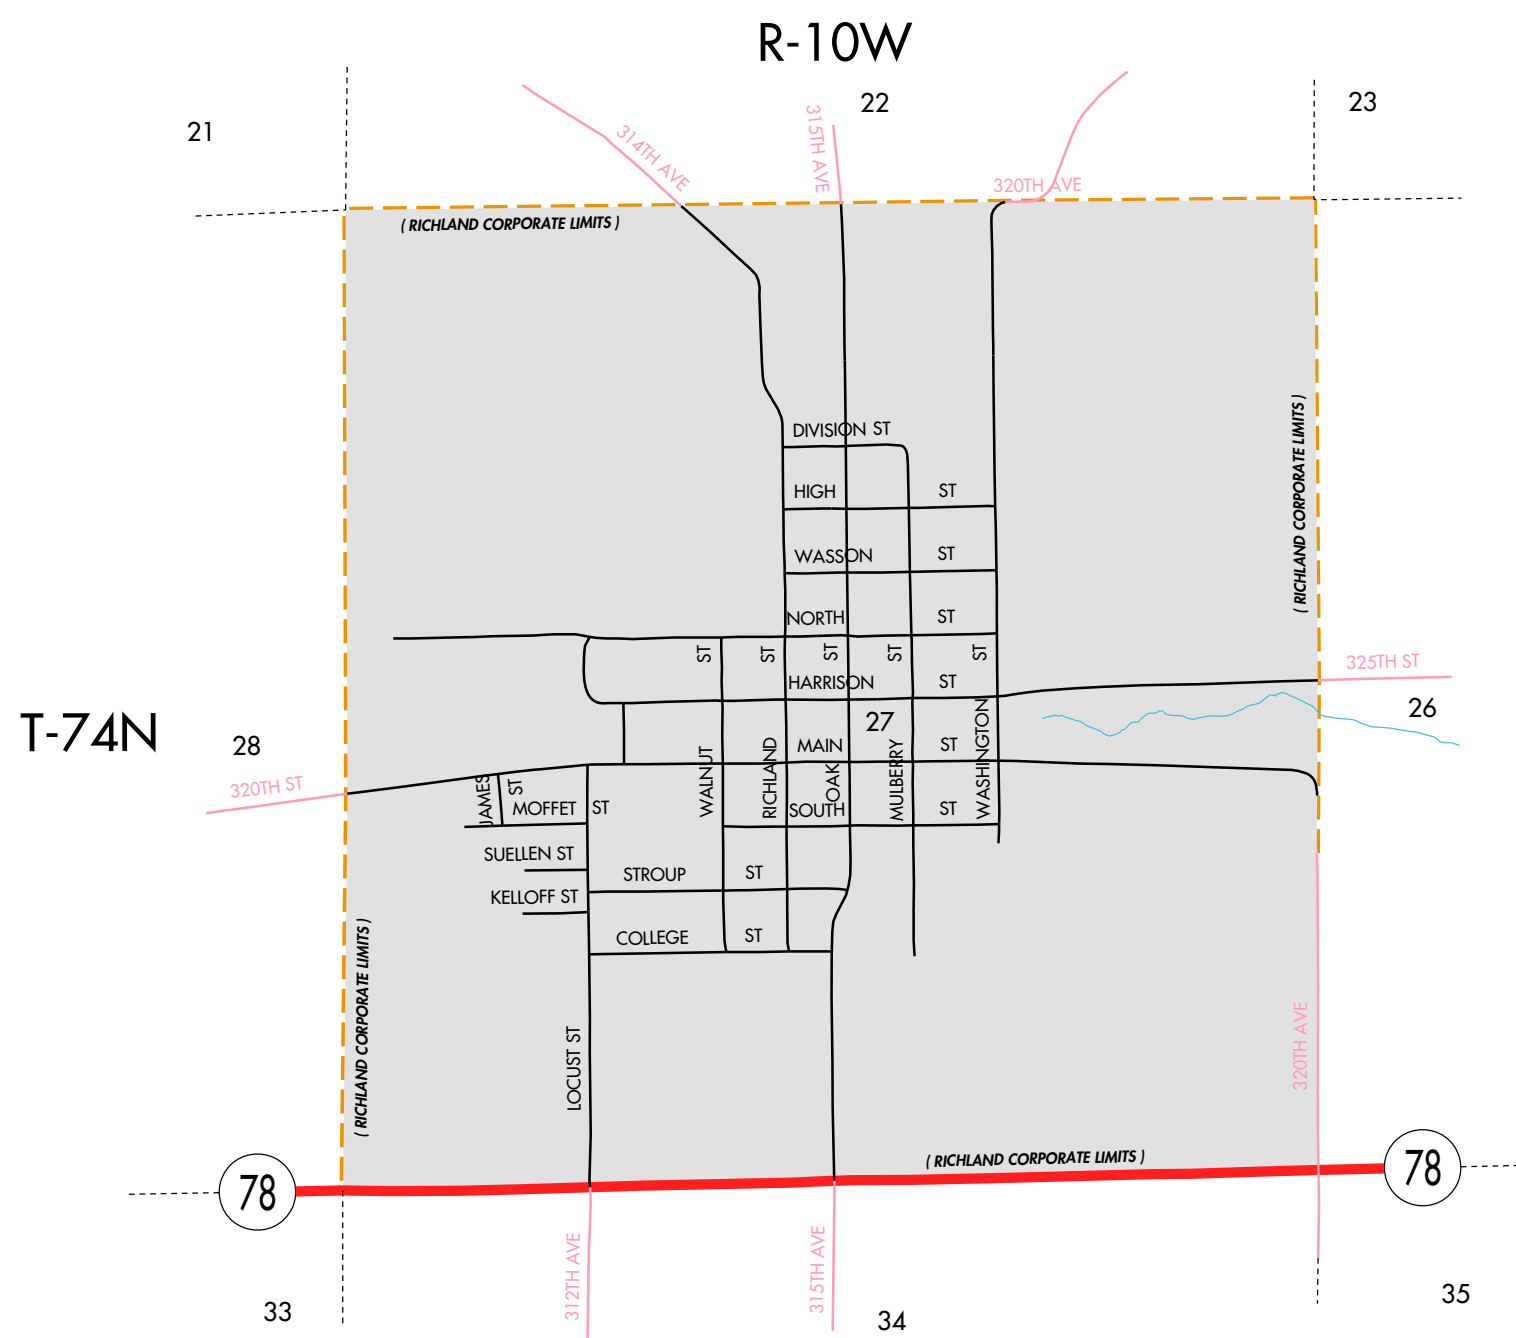 R-10W
22
23
21
314TH AVE
315TH AVE
320TH AVE
( RICHLAND CORPORATE LIMITS )
( RICHLAND CORPORATE LIMITS )
DIVISION ST
HIGH ST
WASSON ST
NORTH ST
ST
ST
ST
ST
ST
HARRISON ST
325TH ST
T-74N
28
27
26
MAIN ST
WALNUT
RICHLAND
OAK
MULBERRY
WASHINGTON
320TH ST
JAMES ST
MOFFET ST
SOUTH ST
SUELLEN ST
STROUP ST
KELLOFF ST
COLLEGE ST
( RICHLAND CORPORATE LIMITS )
LOCUST ST
320TH AVE
( RICHLAND CORPORATE LIMITS )
78
78
312TH AVE
315TH AVE
33
34
35